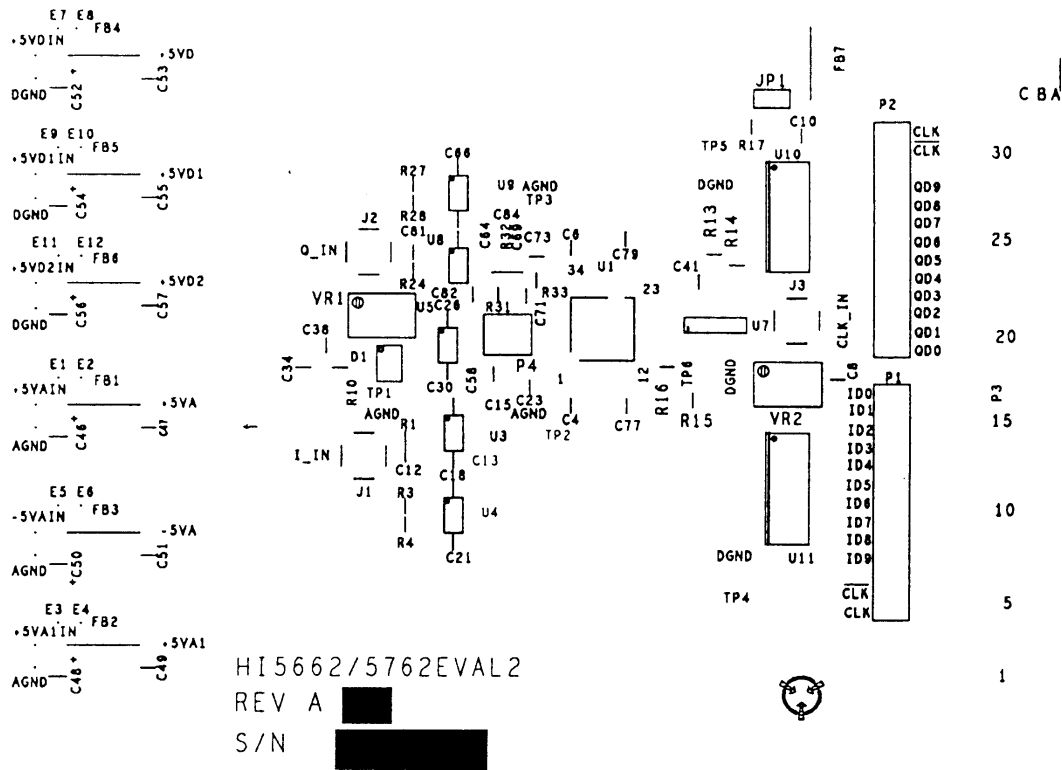 E7 E8
FB4
+5VDIN
+5VD
DGND
C52
+
C53
E9 E10
FB5
+5VD1IN
+5VD1
DGND
C54
+
C55
E11 E12
FB6
+5VD2IN
+5VD2
DGND
C56
+
C57
E1 E2
FB1
+5VAIN
+5VA
AGND
C46
+
C47
E5 E6
FB3
-5VAIN
-5VA
AGND
+C50
C51
E3 E4
FB2
+5VA1IN
+5VA1
AGND
C48
+
C49
C66
R27
U9 AGND
TP3
R28
C81
J2
Q_IN
U8
C64
R32
C84
C69
C73
C6
34
U1
C79
R24
VR1
U5
C82
C26
R31
R33
C71
23
C38
C34
D1
R10
TP1
AGND
C30
C58
P4
C15
C23
AGND
TP2
1
12
C4
C77
R16
TP6
R15
R1
I_IN
J1
C12
U3
C13
C18
R3
R4
U4
C21
FB7
JP1
C10
TP5 R17
U10
DGND
R13
R14
C41
J3
CLK_IN
U7
DGND
C8
VR2
DGND
U11
TP4
P2
CLK
CLK
QD9
QD8
QD7
QD6
QD5
QD4
QD3
QD2
QD1
QD0
P1
ID0
ID1
ID2
ID3
ID4
ID5
ID6
ID7
ID8
ID9
CLK
CLK
C B A
30
25
20
P3
15
10
5
1
HI5662/5762EVAL2
REV A
S/N